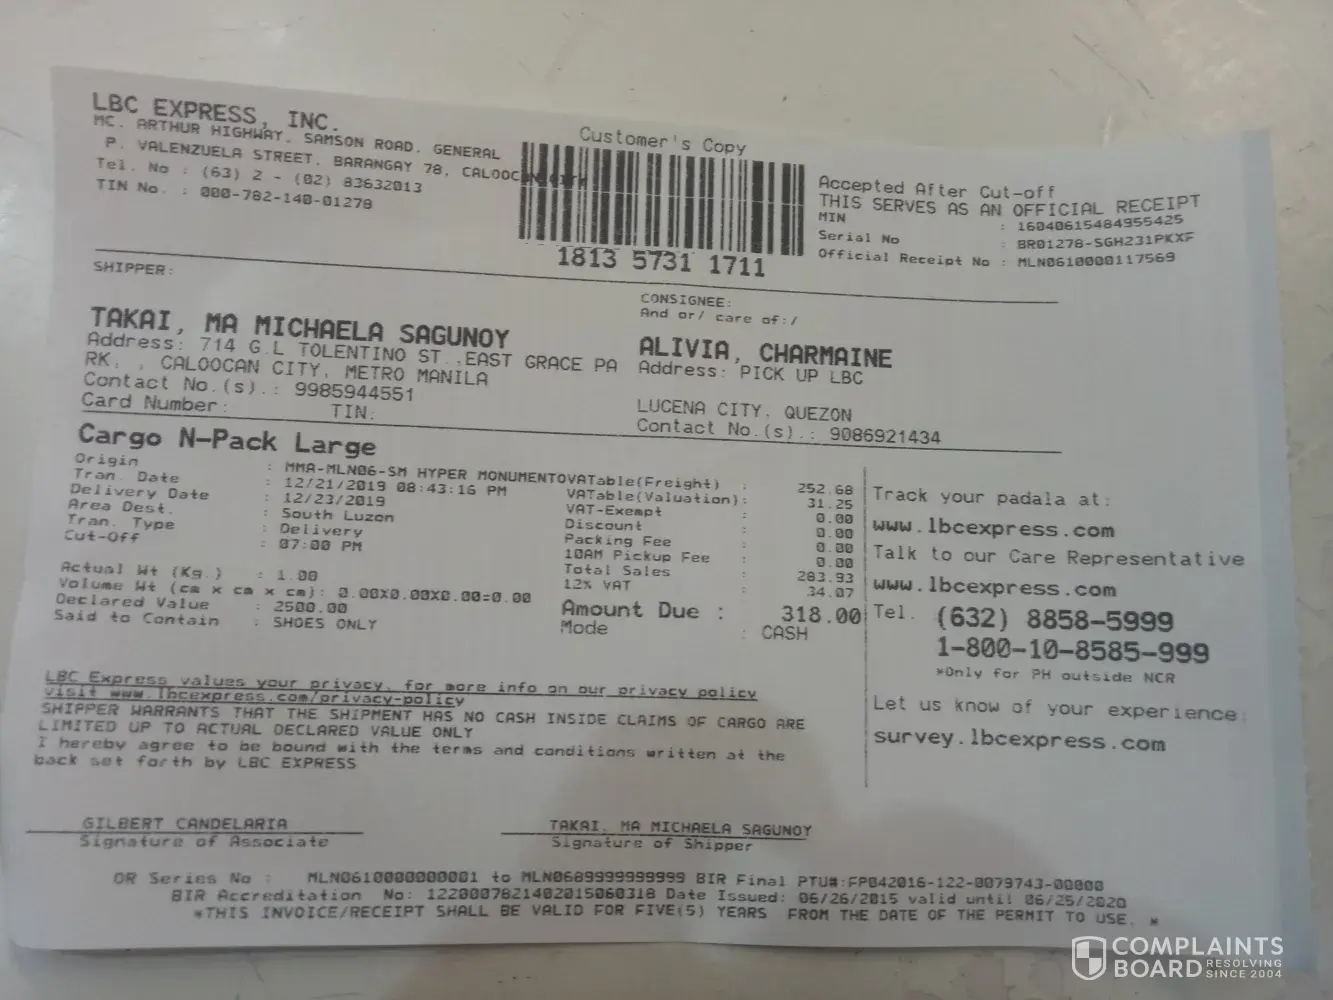 LBC EXPRESS, INC.
MC. ARTHUR HIGHWAY, SAMSON ROAD, GENERAL
P. VALENZUELA STREET, BARANGAY 78, CALOOCAN CITY
Tel. No : (63) 2 - (02) 83632013
TIN No. : 000-782-140-01278
Customer's Copy
1813 5731 1711
Accepted After Cut-off
THIS SERVES AS AN OFFICIAL RECEIPT
MIN : 16040615484955425
Serial No : BR01278-SGH231PKXF
Official Receipt No : MLN0610000117569
SHIPPER:
TAKAI, MA MICHAELA SAGUNOY
Address: 714 G.L TOLENTINO ST.,EAST GRACE PA
RK. , CALOOCAN CITY, METRO MANILA
Contact No.(s).: 9985944551
Card Number: TIN:
CONSIGNEE:
And or/ care of:/
ALIVIA, CHARMAINE
Address: PICK UP LBC
LUCENA CITY, QUEZON
Contact No.(s).: 9086921434
Cargo N-Pack Large
Origin : MMA-MLN06-SM HYPER MONUMENTO
Tran. Date : 12/21/2019 08:43:16 PM
Delivery Date : 12/23/2019
Area Dest. : South Luzon
Tran. Type : Delivery
Cut-Off : 07:00 PM
Actual Wt (Kg.) : 1.00
Volume Wt (cm x cm x cm): 0.00X0.00X0.00=0.00
Declared Value : 2500.00
Said to Contain : SHOES ONLY
VATable(Freight) : 252.68
VATable(Valuation): 31.25
VAT-Exempt : 0.00
Discount : 0.00
Packing Fee : 0.00
10AM Pickup Fee : 0.00
Total Sales : 283.93
12% VAT : 34.07
Amount Due : 318.00
Mode : CASH
Track your padala at:
www.lbcexpress.com
Talk to our Care Representative
www.lbcexpress.com
Tel. (632) 8858-5999
1-800-10-8585-999
*Only for PH outside NCR
Let us know of your experience:
survey.lbcexpress.com
LBC Express values your privacy, for more info on our privacy policy
visit www.lbcexpress.com/privacy-policy
SHIPPER WARRANTS THAT THE SHIPMENT HAS NO CASH INSIDE CLAIMS OF CARGO ARE
LIMITED UP TO ACTUAL DECLARED VALUE ONLY
I hereby agree to be bound with the terms and conditions written at the
back set forth by LBC EXPRESS
GILBERT CANDELARIA
Signature of Associate
TAKAI, MA MICHAELA SAGUNOY
Signature of Shipper
OR Series No : MLN0610000000001 to MLN0689999999999 BIR Final PTU#:FP042016-122-0079743-00000
BIR Accreditation No: 1220007821402015060318 Date Issued: 06/26/2015 valid until 06/25/2020
*THIS INVOICE/RECEIPT SHALL BE VALID FOR FIVE(5) YEARS FROM THE DATE OF THE PERMIT TO USE. *
COMPLAINTS
BOARD RESOLVING
SINCE 2004